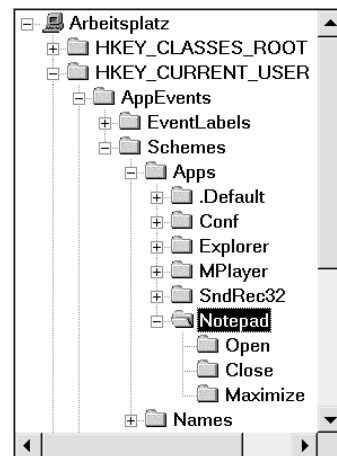 Arbeitsplatz
HKEY_CLASSES_ROOT
HKEY_CURRENT_USER
AppEvents
EventLabels
Schemes
Apps
.Default
Conf
Explorer
MPlayer
SndRec32
Notepad
Open
Close
Maximize
Names